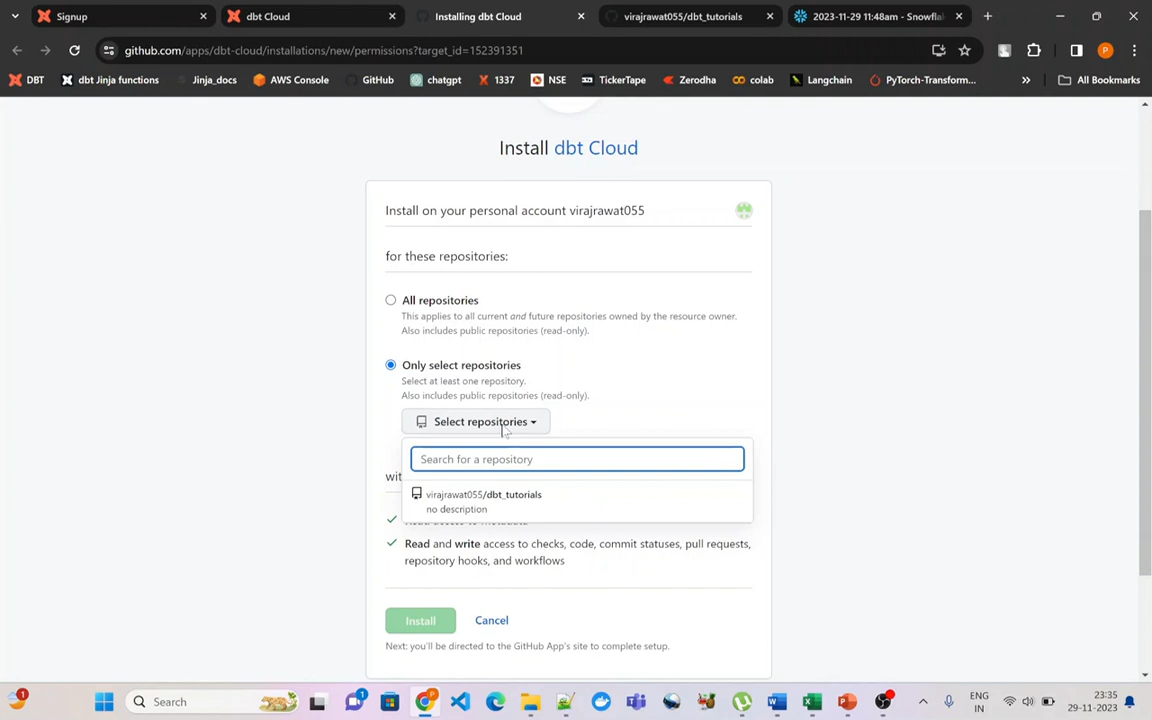 Signup
dbt Cloud
Installing dbt Cloud
virajrawat055/dbt_tutorials
2023-11-29 11:48am - Snowfla
github.com/apps/dbt-cloud/installations/new/permissions?target_id=152391351
P
DBT
dbt Jinja functions
Jinja_docs
AWS Console
GitHub
chatgpt
1337
NSE
TickerTape
Zerodha
colab
Langchain
PyTorch-Transform...
All Bookmarks
Install dbt Cloud
Install on your personal account virajrawat055
for these repositories:
All repositories
This applies to all current and future repositories owned by the resource owner.
Also includes public repositories (read-only).
Only select repositories
Select at least one repository.
Also includes public repositories (read-only).
Select repositories
Search for a repository
wit
virajrawat055/dbt_tutorials
no description
Read and write access to checks, code, commit statuses, pull requests,
repository hooks, and workflows
Install Cancel
Next: you'll be directed to the GitHub App's site to complete setup.
1
Search
ENG
IN
23:35
29-11-2023